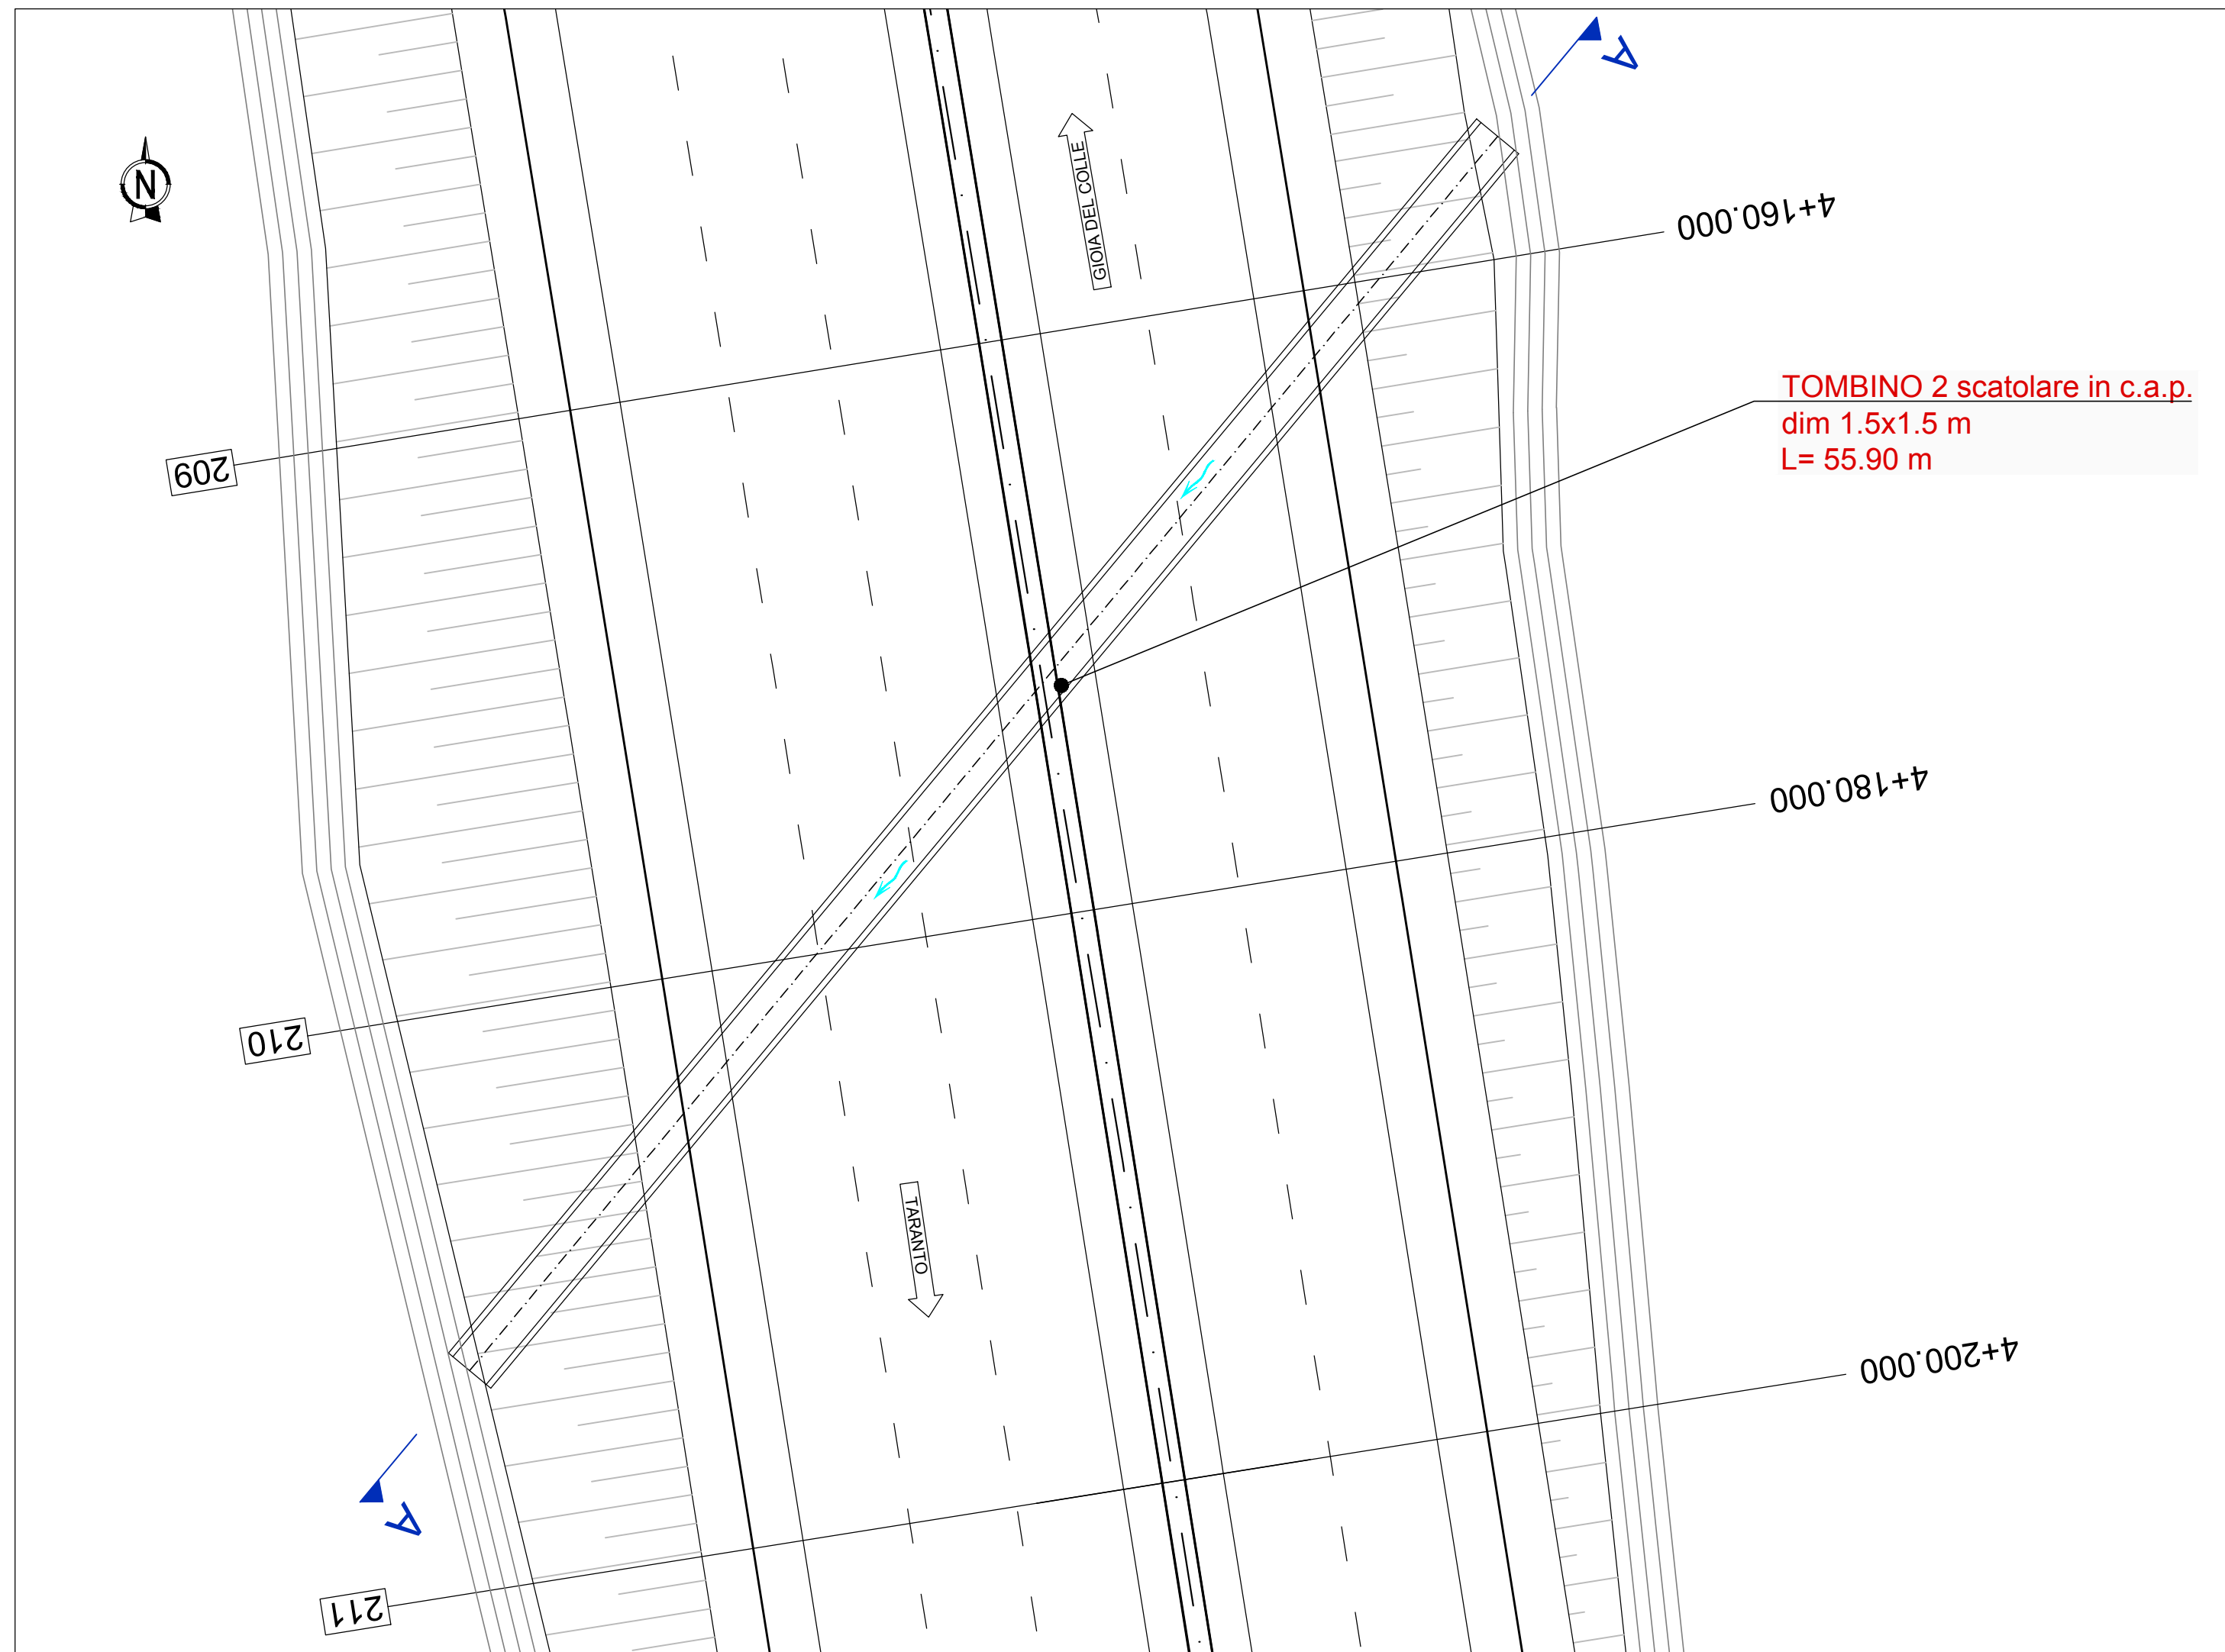 A
N
GIOIA DEL COLLE
4+160.000
TOMBINO 2 scatolare in c.a.p.
dim 1.5x1.5 m
L= 55.90 m
209
4+180.000
210
TARANTO
4+200.000
A
211